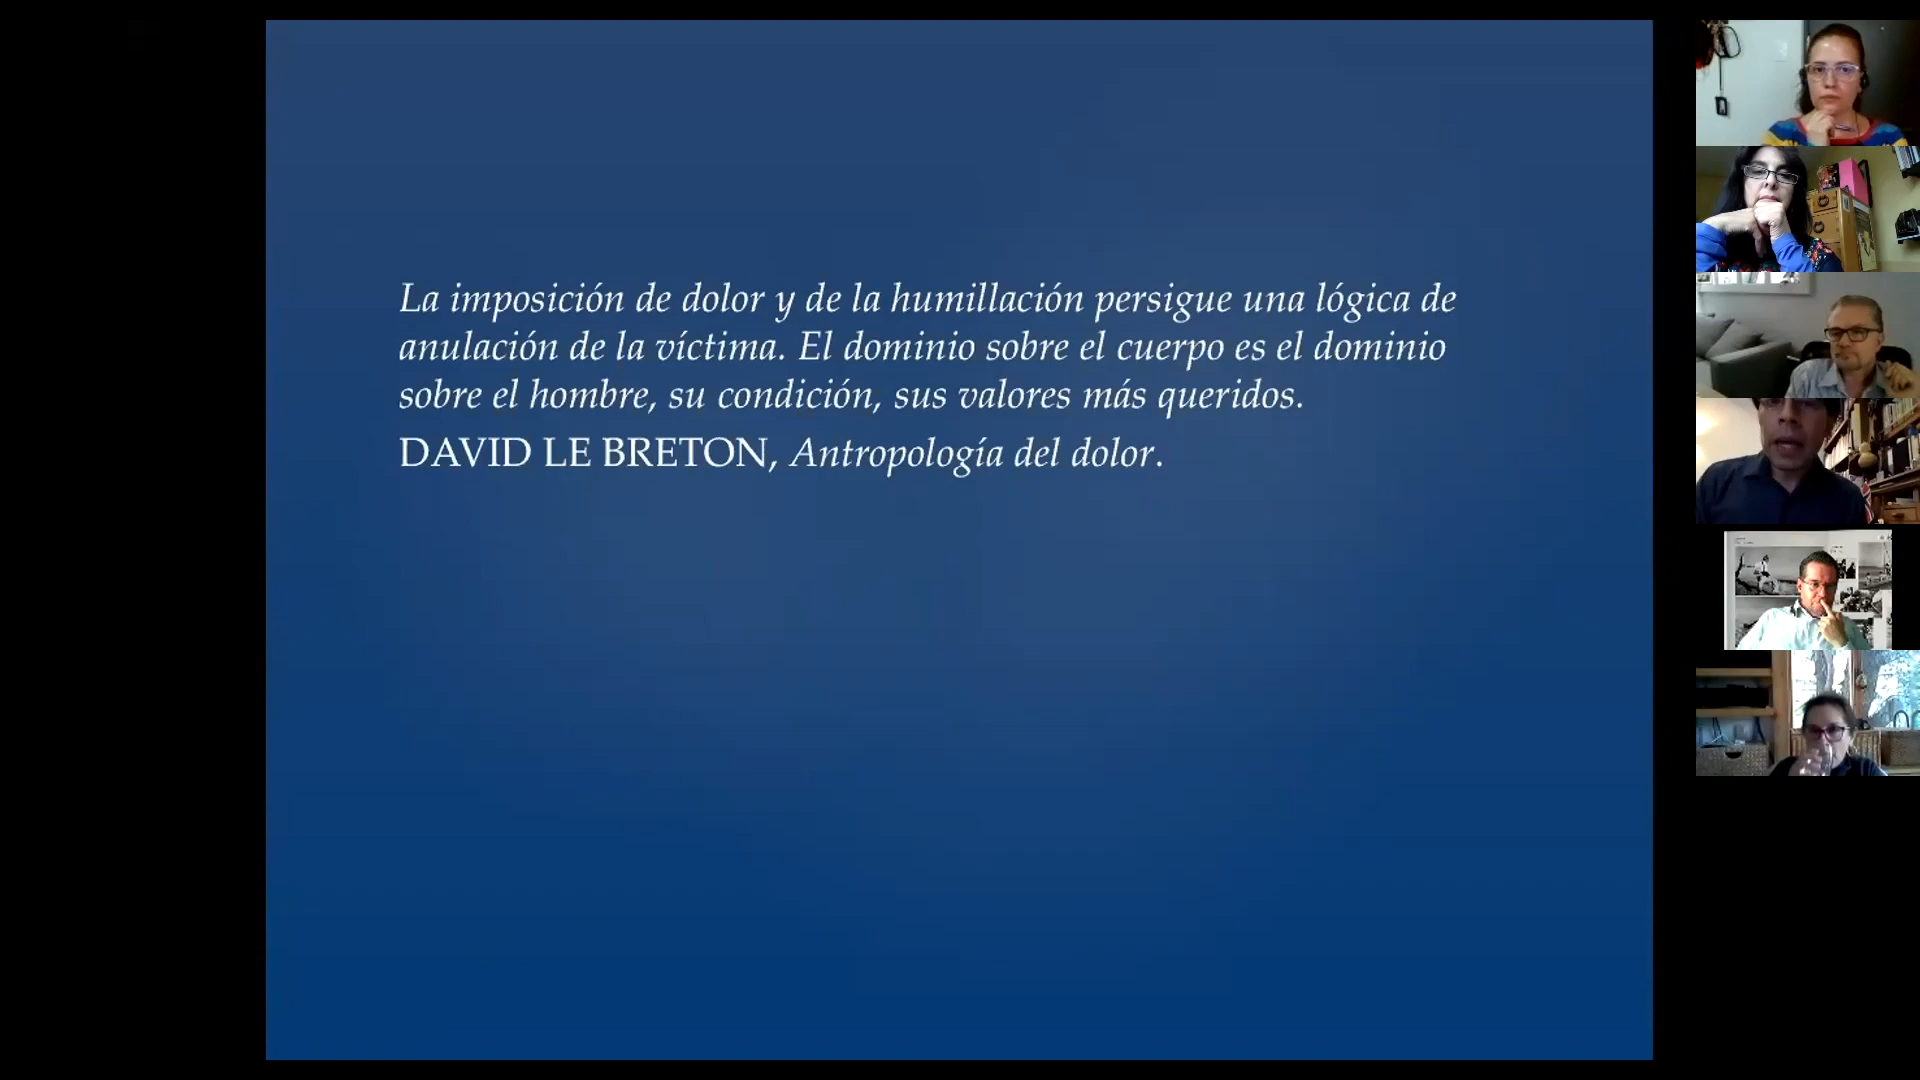 La imposición de dolor y de la humillación persigue una lógica de
anulación de la víctima. El dominio sobre el cuerpo es el dominio
sobre el hombre, su condición, sus valores más queridos.
DAVID LE BRETON, Antropología del dolor.